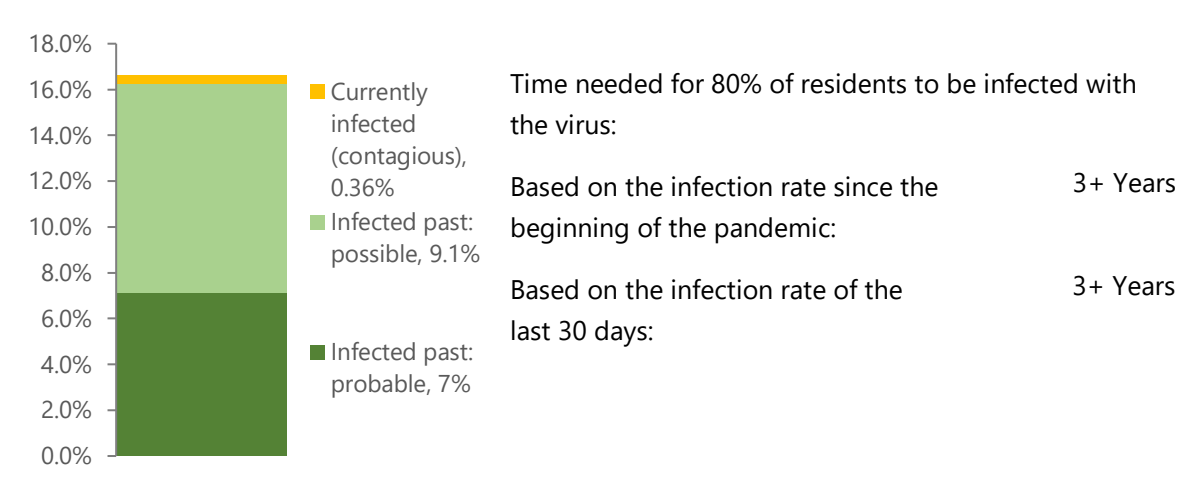 18.0%
16.0%
14.0%
12.0%
10.0%
8.0%
6.0%
4.0%
2.0%
0.0%
Currently
infected
(contagious),
0.36%
Infected past:
possible, 9.1%
Infected past:
probable, 7%
Time needed for 80% of residents to be infected with
the virus:
Based on the infection rate since the
beginning of the pandemic:
3+ Years
Based on the infection rate of the
last 30 days:
3+ Years